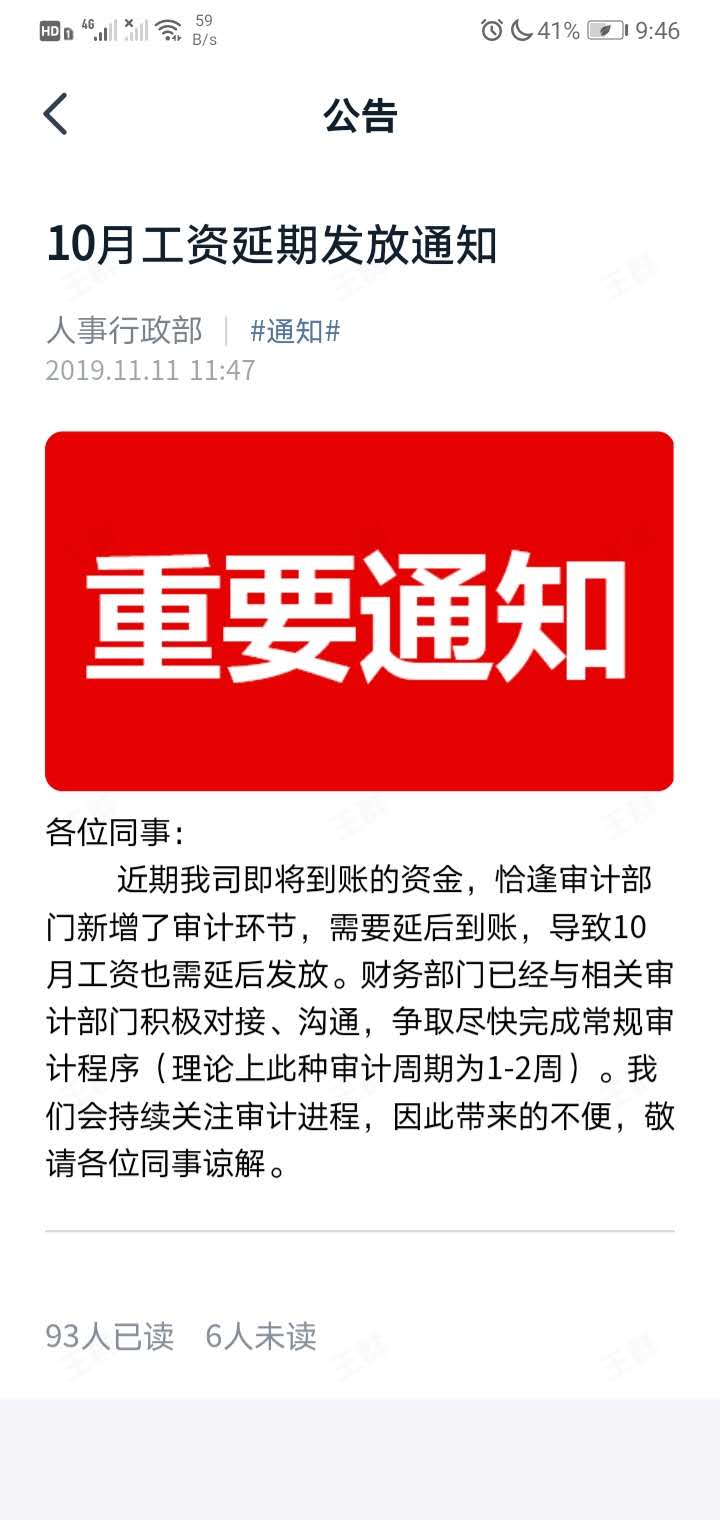 HD 1 4G 59 B/s 41% 9:46
公告
10月工资延期发放通知
人事行政部 | #通知#
2019.11.11 11:47
重要通知
各位同事：
近期我司即将到账的资金，恰逢审计部
门新增了审计环节，需要延后到账，导致10
月工资也需延后发放。财务部门已经与相关审
计部门积极对接、沟通，争取尽快完成常规审
计程序（理论上此种审计周期为1-2周）。我
们会持续关注审计进程，因此带来的不便，敬
请各位同事谅解。
93人已读 6人未读